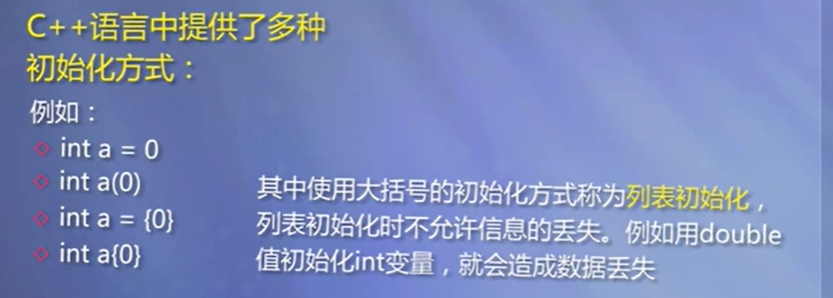 C++语言中提供了多种
初始化方式：
例如：
int a = 0
int a(0)
int a = {0}
int a{0}
其中使用大括号的初始化方式称为列表初始化，
列表初始化时不允许信息的丢失。例如用double
值初始化int变量，就会造成数据丢失